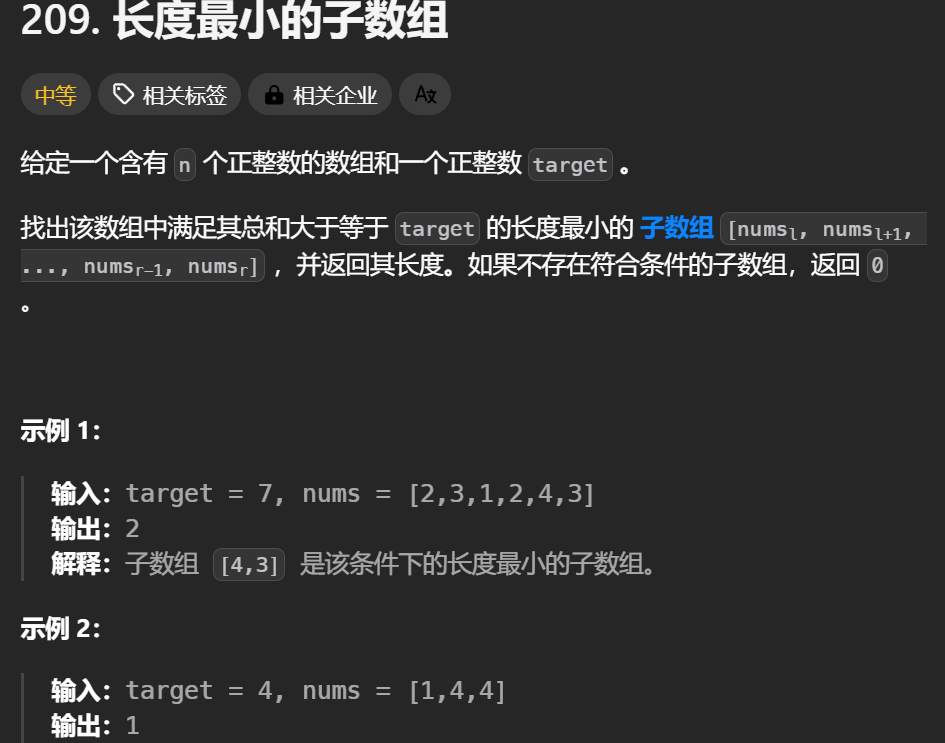 209. 长度最小的子数组
中等 相关标签 相关企业 A文
给定一个含有 n 个正整数的数组和一个正整数 target 。
找出该数组中满足其总和大于等于 target 的长度最小的 子数组 [numsl, numsl+1,
..., numsr-1, numsr] ，并返回其长度。如果不存在符合条件的子数组，返回 0
。
示例 1：
输入：target = 7, nums = [2,3,1,2,4,3]
输出：2
解释：子数组 [4,3] 是该条件下的长度最小的子数组。
示例 2：
输入：target = 4, nums = [1,4,4]
输出：1